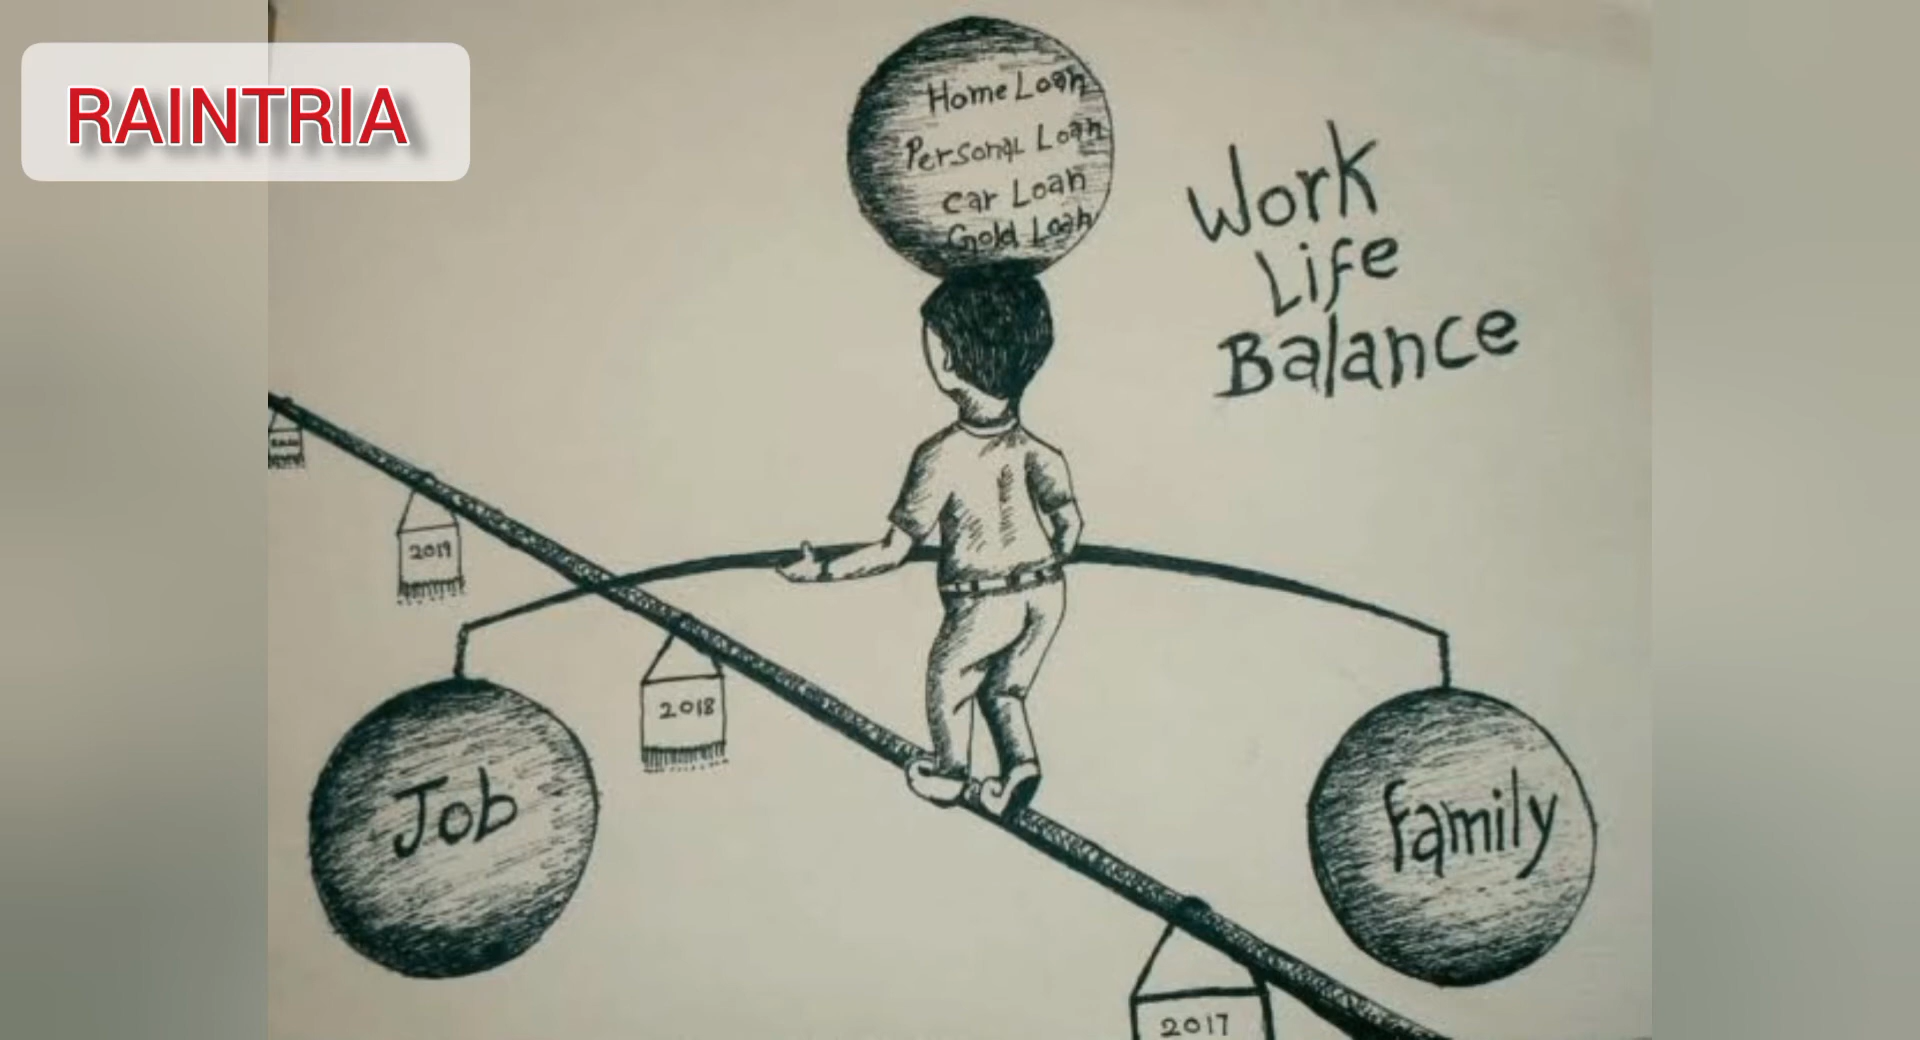 RAINTRIA
Home Loan
Personal Loan
Car Loan
Gold Loan
Work
Life
Balance
2019
2018
Job
Family
2017